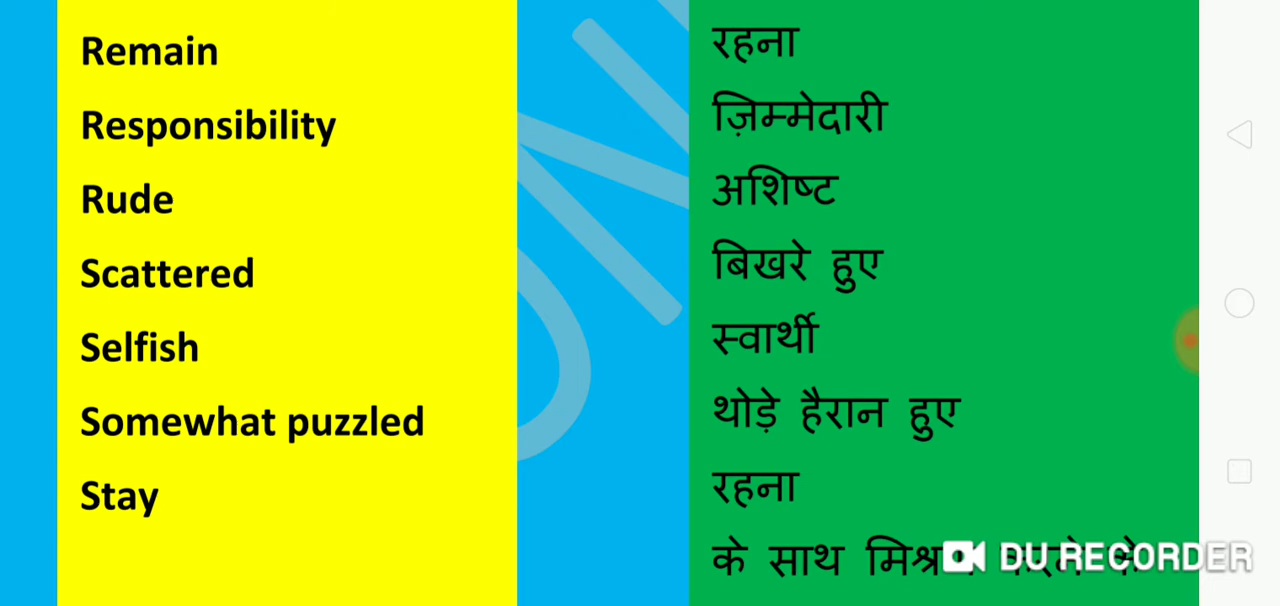 Remain रहना
Responsibility ज़िम्मेदारी
Rude अशिष्ट
Scattered बिखरे हुए
Selfish स्वार्थी
Somewhat puzzled थोड़े हैरान हुए
Stay रहना
के साथ
DU RECORDER